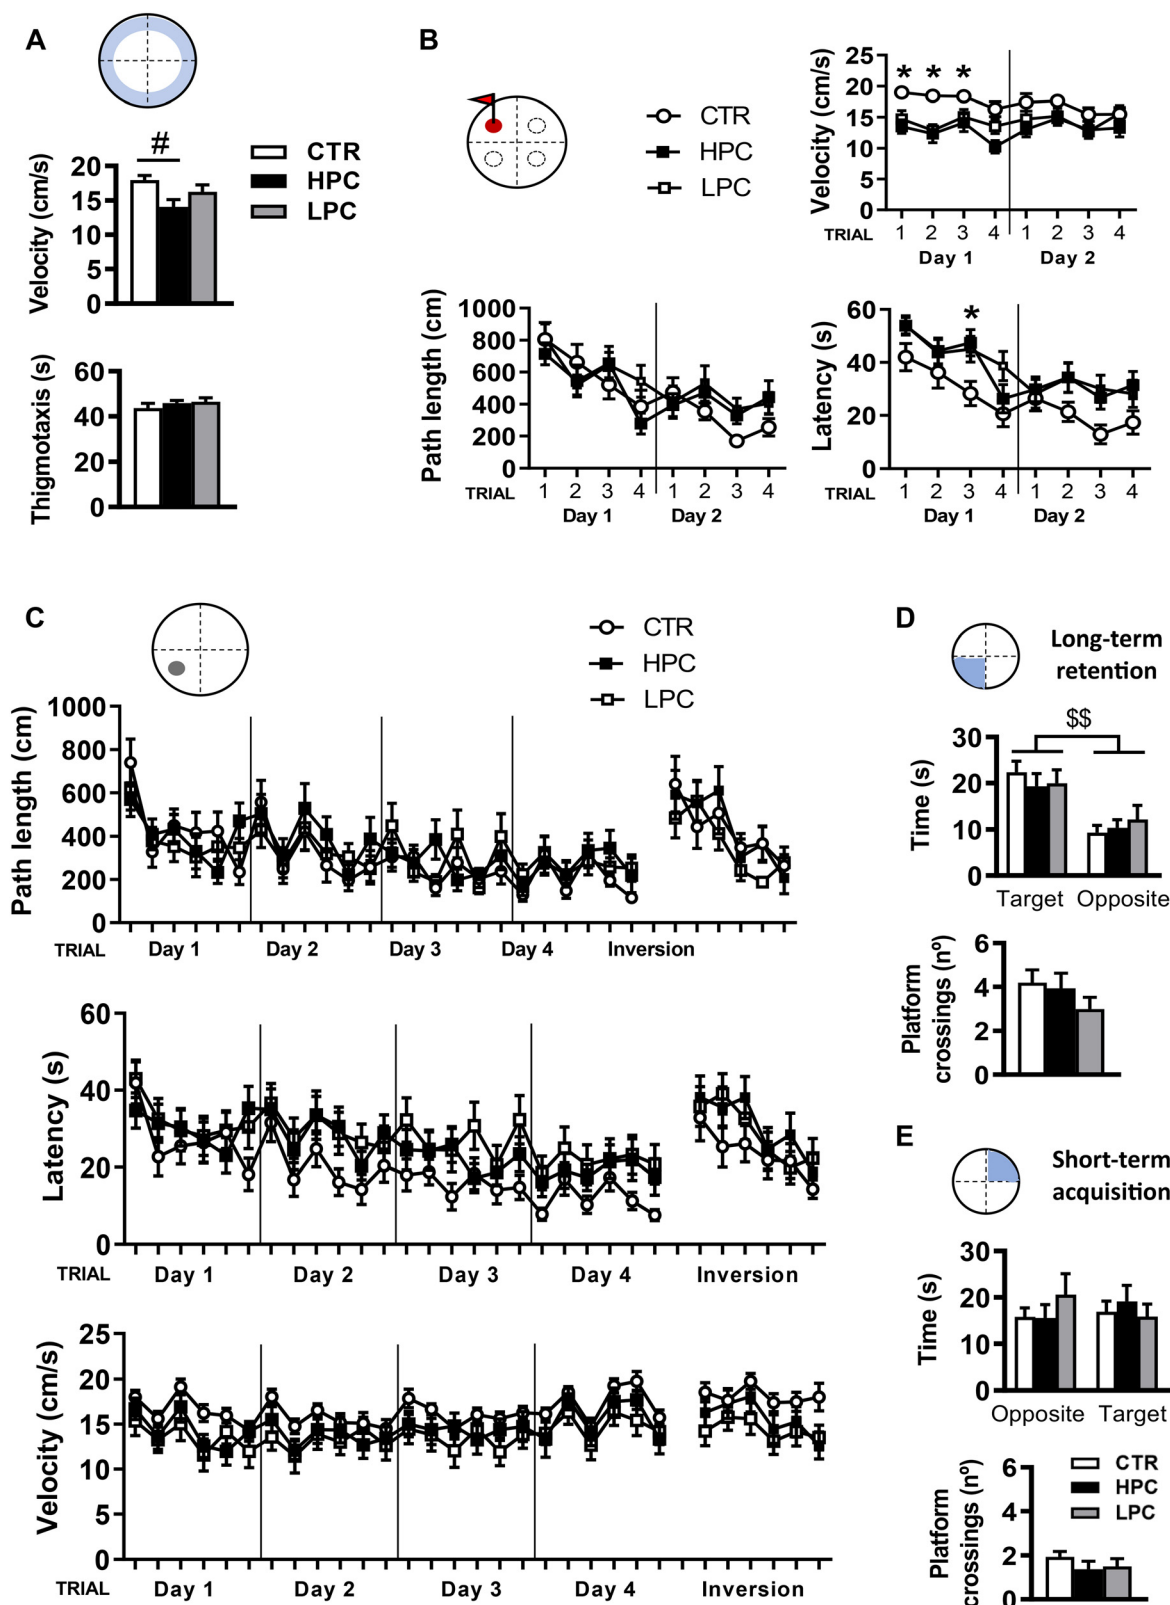 A
#
Velocity (cm/s)
20
15
10
5
0
CTR
HPC
LPC
Thigmotaxis (s)
60
40
20
0
B
CTR
HPC
LPC
Velocity (cm/s)
25
20
15
10
5
0
* * *
TRIAL 1 2 3 4 1 2 3 4
Day 1 Day 2
Path length (cm)
1000
800
600
400
200
0
TRIAL 1 2 3 4 1 2 3 4
Day 1 Day 2
Latency (s)
60
40
20
0
*
TRIAL 1 2 3 4 1 2 3 4
Day 1 Day 2
C
CTR
HPC
LPC
Path length (cm)
1000
800
600
400
200
0
TRIAL Day 1 Day 2 Day 3 Day 4 Inversion
Latency (s)
60
40
20
0
TRIAL Day 1 Day 2 Day 3 Day 4 Inversion
Velocity (cm/s)
25
20
15
10
5
0
TRIAL Day 1 Day 2 Day 3 Day 4 Inversion
D
Long-term
retention
$$
Time (s)
30
20
10
0
Target Opposite
Platform
crossings (nº)
6
4
2
0
E
Short-term
acquisition
Time (s)
30
20
10
0
Opposite Target
Platform
crossings (nº)
6
4
2
0
CTR
HPC
LPC